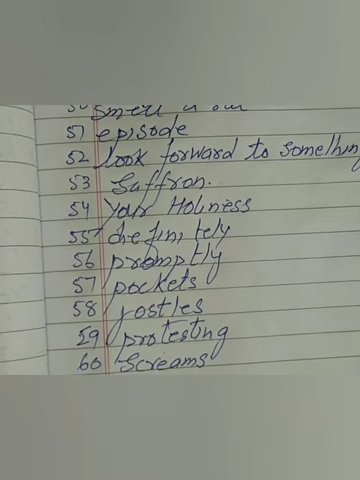 51 episode
52 look forward to something
53 Saffron.
54 Your Holiness
55 definitely
56 promptly
57 pockets
58 jostles
59 protesting
60 Screams